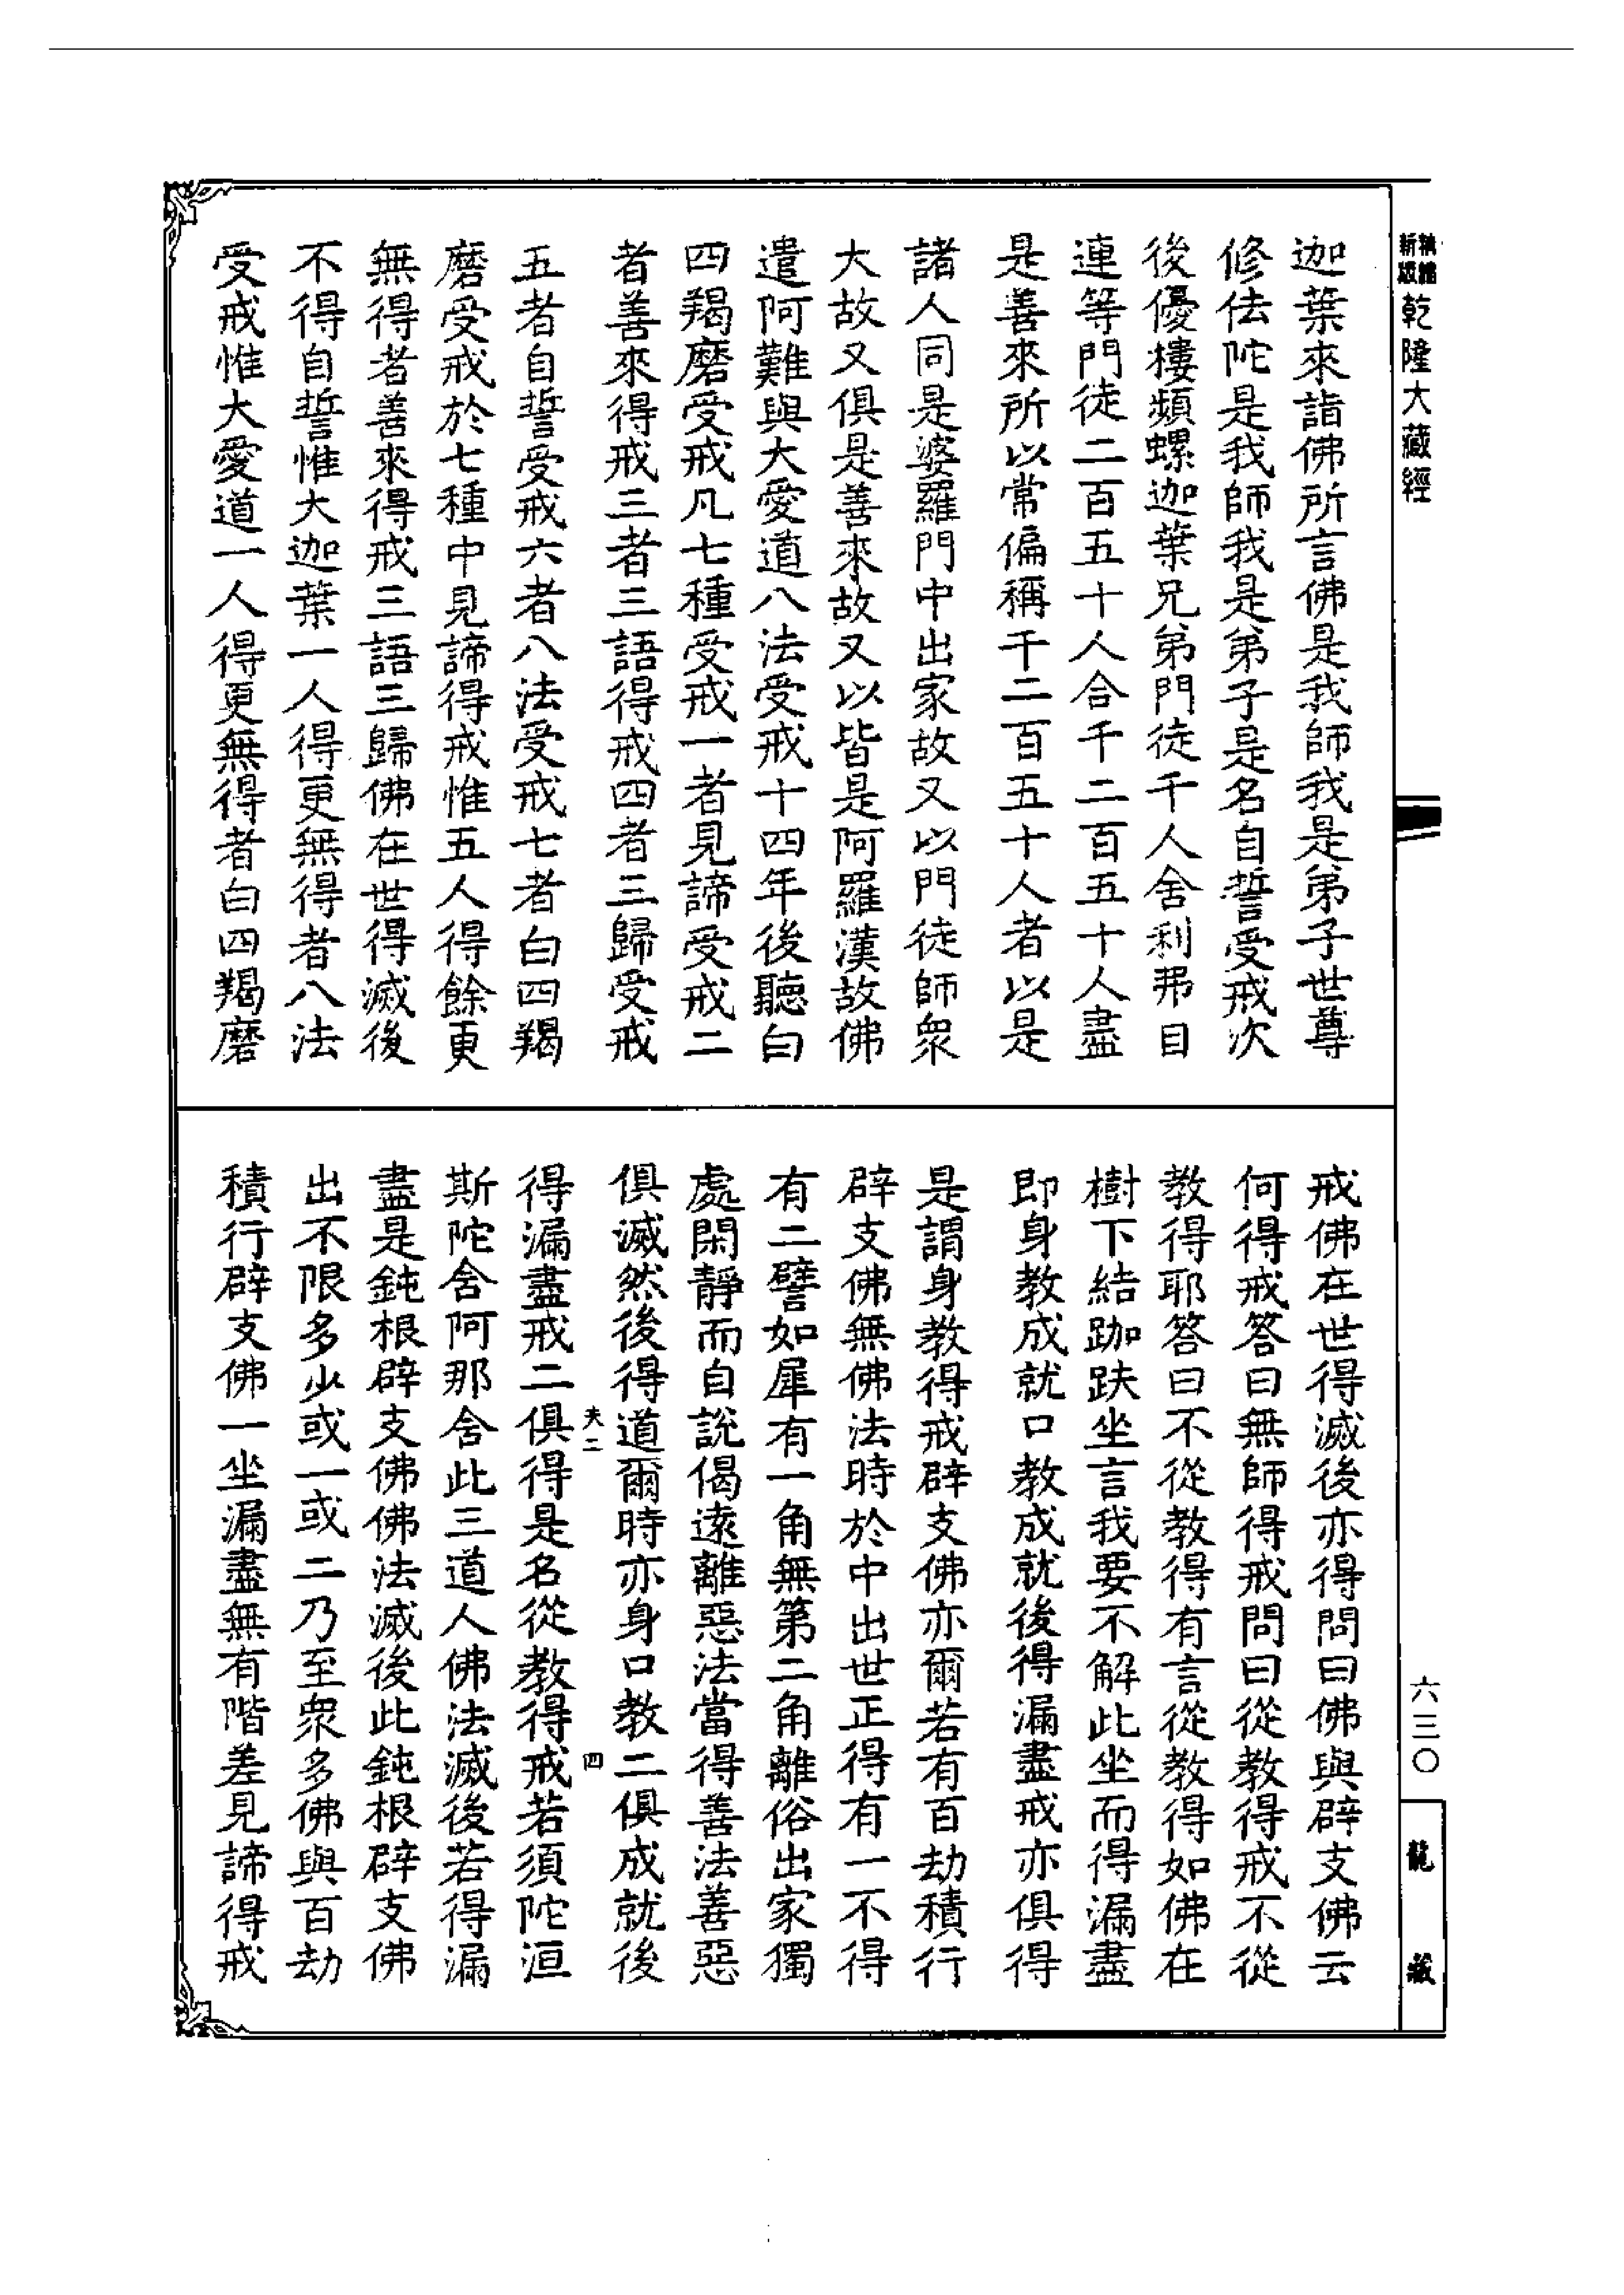 精縮新版乾隆大藏經
迦葉來詣佛所言佛是我師我是弟子世尊
修佉陀是我師我是弟子是名自誓受戒次
後優樓頻螺迦葉兄弟門徒千人舍利弗目
連等門徒二百五十人合千二百五十人盡
是善來所以常偏稱千二百五十人者以是
諸人同是婆羅門中出家故又以門徒師眾
大故又俱是善來故又以皆是阿羅漢故佛
遣阿難與大愛道八法受戒十四年後聽白
四羯磨受戒凡七種受戒一者見諦受戒二
者善來得戒三者三語得戒四者三歸受戒
五者自誓受戒六者八法受戒七者白四羯
磨受戒於七種中見諦得戒惟五人得餘更
無得者善來得戒三語三歸佛在世得滅後
不得自誓惟大迦葉一人得更無得者八法
受戒惟大愛道一人得更無得者白四羯磨
戒佛在世得滅後亦得問曰佛與辟支佛云
何得戒答曰無師得戒問曰從教得戒不從
教得耶答曰不從教得有言從教得如佛在
樹下結跏趺坐言我要不解此坐而得漏盡
即身教成就口教成就後得漏盡戒亦俱得
是謂身教得戒辟支佛亦爾若有百劫積行
辟支佛無佛法時於中出世正得有一不得
有二譬如犀有一角無第二角離俗出家獨
處閑靜而自說偈遠離惡法當得善法善惡
俱滅然後得道爾時亦身口教二俱成就後
夫二 四
得漏盡戒二俱得是名從教得戒若須陀洹
斯陀舍阿那舍此三道人佛法滅後若得漏
盡是鈍根辟支佛佛法滅後此鈍根辟支佛
出不限多少或一或二乃至眾多佛與百劫
積行辟支佛一坐漏盡無有階差見諦得戒
六三〇
龍藏